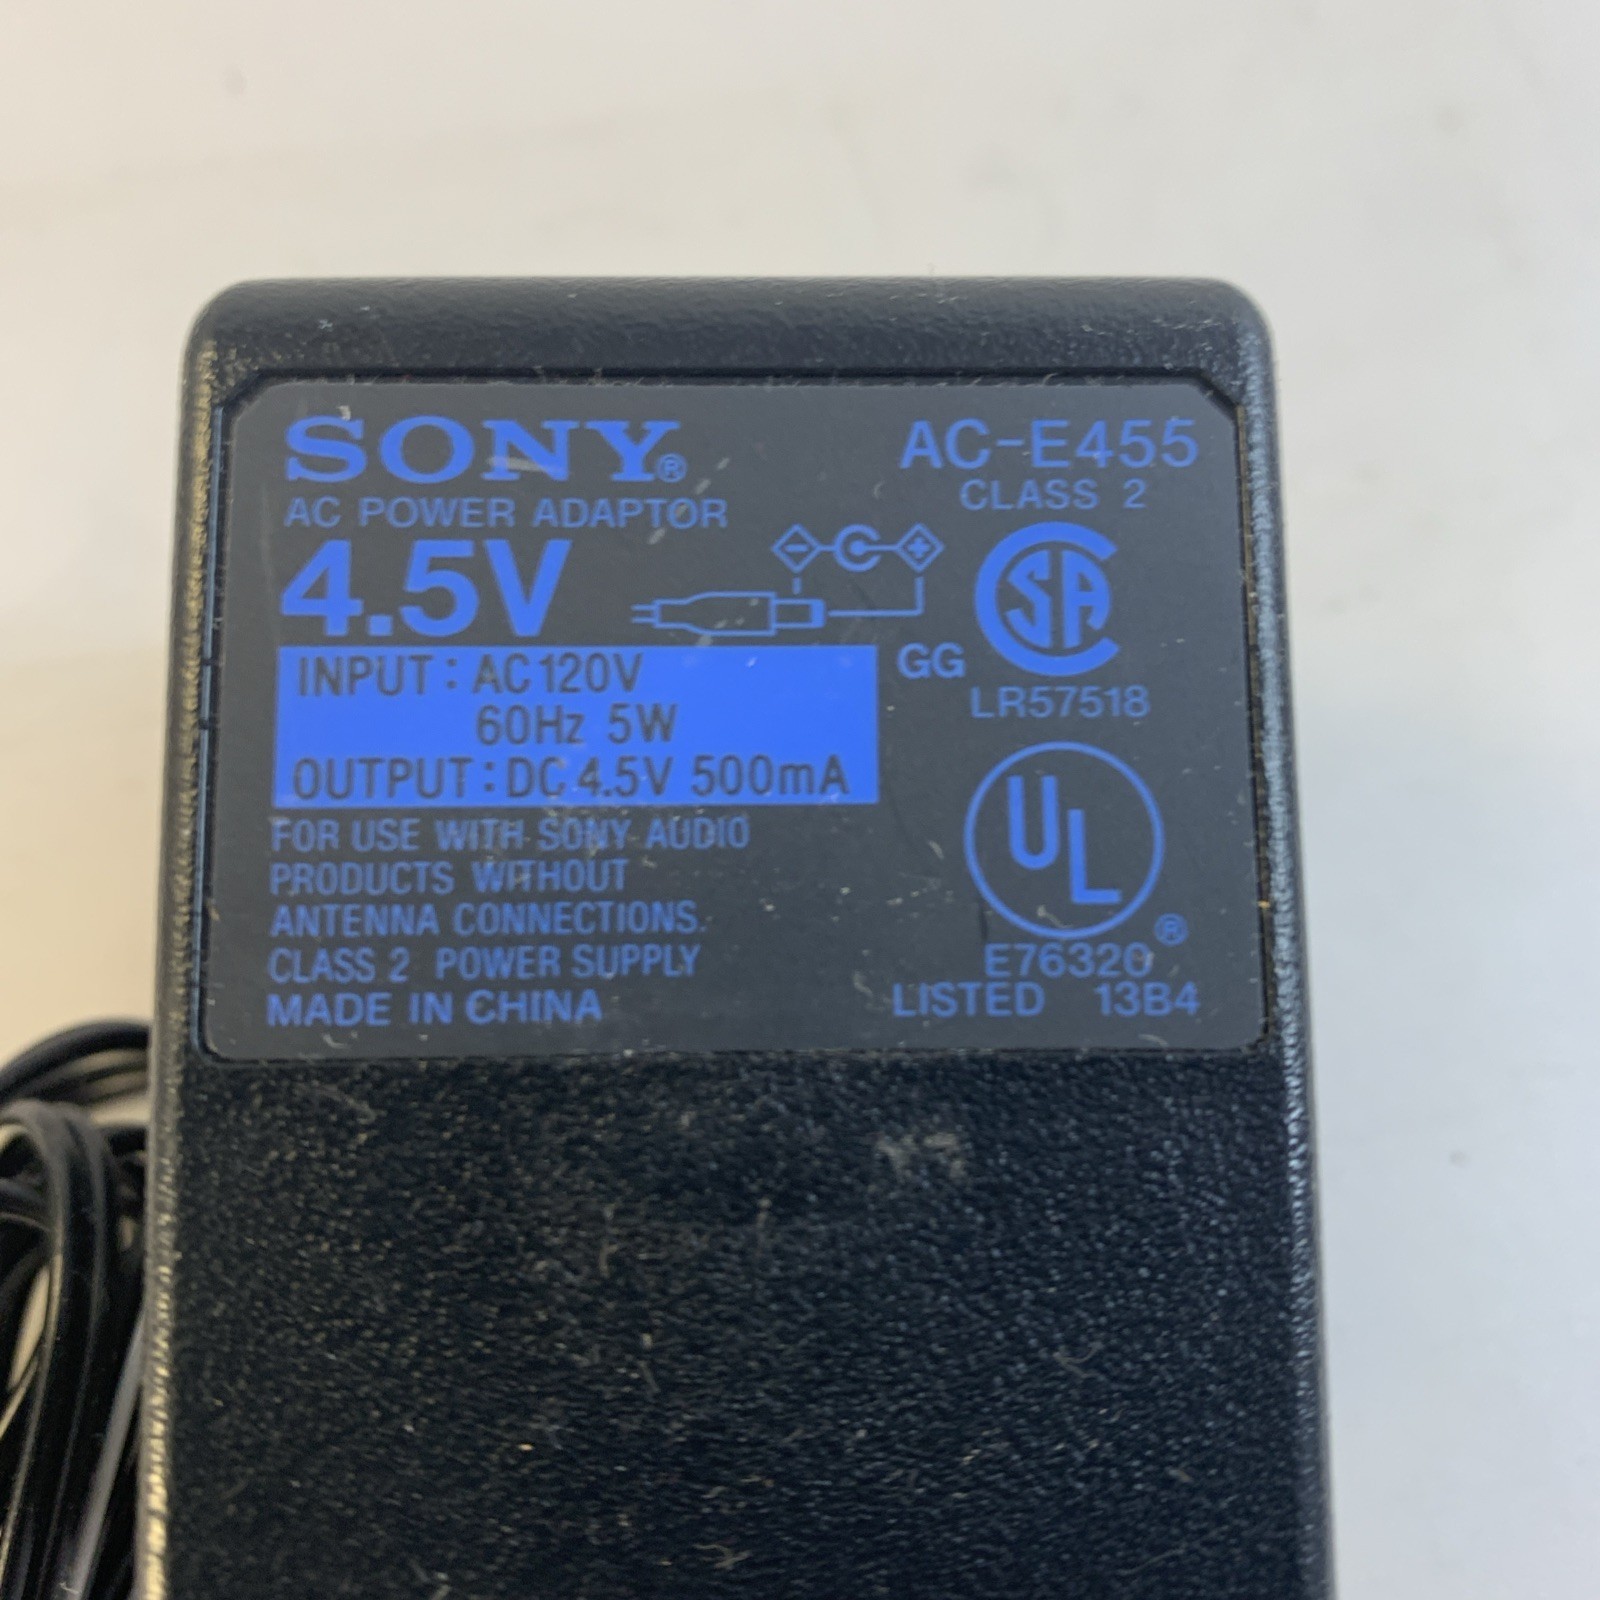 SONY®
AC-E455
AC POWER ADAPTOR
CLASS 2
4.5V
- C +
SA
GG
LR57518
INPUT: AC120V
60Hz 5W
OUTPUT: DC 4.5V 500mA
UL®
FOR USE WITH SONY AUDIO
PRODUCTS WITHOUT
ANTENNA CONNECTIONS.
CLASS 2 POWER SUPPLY
MADE IN CHINA
E76320
LISTED 13B4